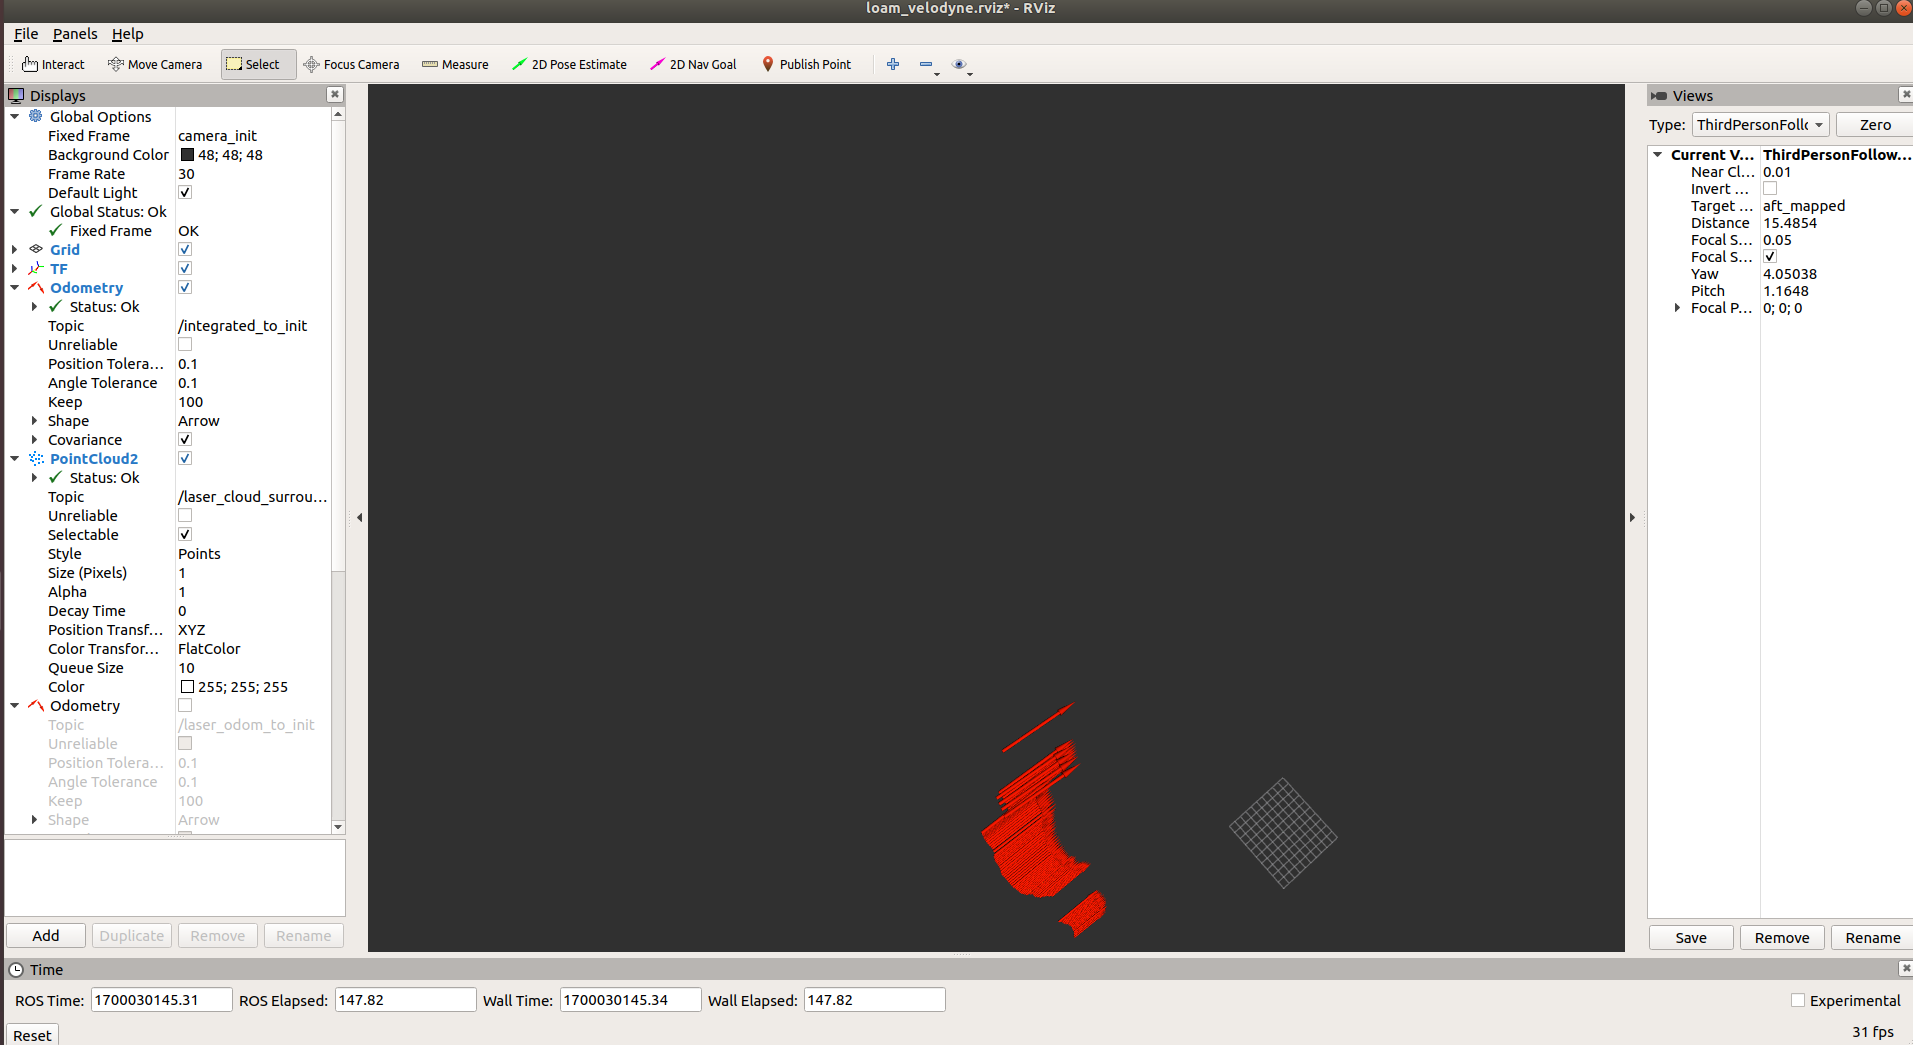 loam_velodyne.rviz* - RViz
File Panels Help
Interact Move Camera Select Focus Camera Measure 2D Pose Estimate 2D Nav Goal Publish Point
Displays
Global Options
Fixed Frame camera_init
Background Color 48; 48; 48
Frame Rate 30
Default Light
Global Status: Ok
Fixed Frame OK
Grid
TF
Odometry
Status: Ok
Topic /integrated_to_init
Unreliable
Position Tolera... 0.1
Angle Tolerance 0.1
Keep 100
Shape Arrow
Covariance
PointCloud2
Status: Ok
Topic /laser_cloud_surrou...
Unreliable
Selectable
Style Points
Size (Pixels) 1
Alpha 1
Decay Time 0
Position Transf... XYZ
Color Transfor... FlatColor
Queue Size 10
Color 255; 255; 255
Odometry
Topic /laser_odom_to_init
Unreliable
Position Tolera... 0.1
Angle Tolerance 0.1
Keep 100
Shape Arrow
Add Duplicate Remove Rename
Views
Type: ThirdPersonFoll Zero
Current V... ThirdPersonFollow...
Near Cl... 0.01
Invert ...
Target ... aft_mapped
Distance 15.4854
Focal S... 0.05
Focal S...
Yaw 4.05038
Pitch 1.1648
Focal P... 0; 0; 0
Save Remove Rename
Time
ROS Time: 1700030145.31 ROS Elapsed: 147.82 Wall Time: 1700030145.34 Wall Elapsed: 147.82 Experimental
Reset 31 fps